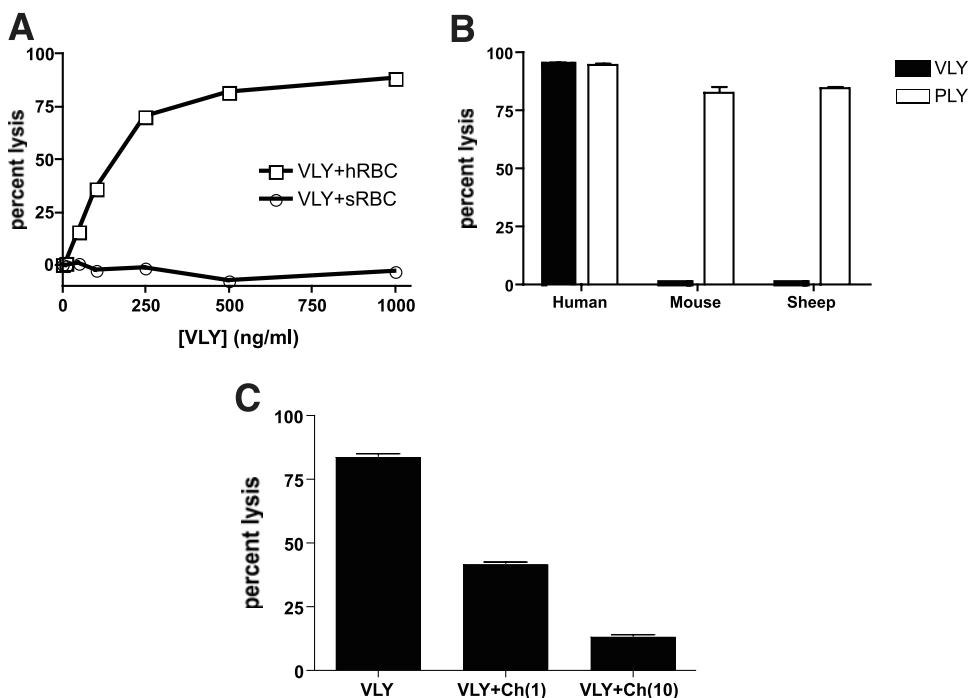 A
percent lysis
100
75
50
25
0
VLY+hRBC
VLY+sRBC
0
250
500
750
1000
[VLY] (ng/ml)
B
percent lysis
100
75
50
25
0
Human
Mouse
Sheep
VLY
PLY
C
percent lysis
100
75
50
25
0
VLY
VLY+Ch(1)
VLY+Ch(10)